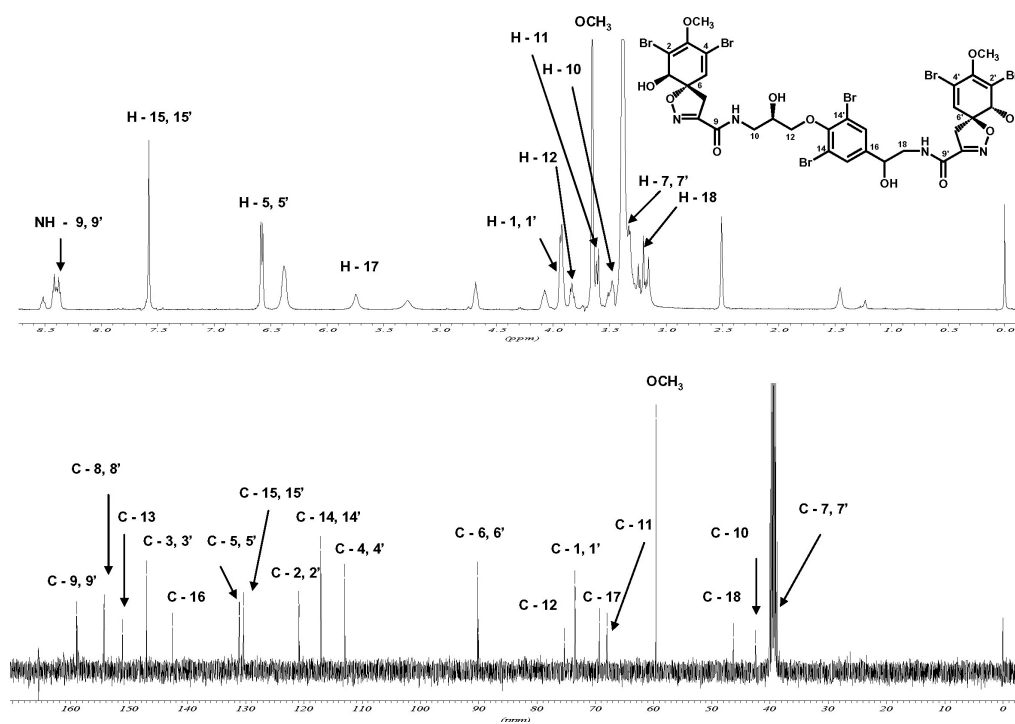 OCH3
H - 11
H - 10
H - 15, 15'
H - 12
H - 7, 7'
H - 18
H - 5, 5'
H - 1, 1'
NH - 9, 9'
H - 17
OCH3
Br 2 4 Br
HO 6
O
N
9
O
H
N
10
OH
12
O
Br
14'
14
Br
16
OH
18
H
N
9'
O
OCH3
Br 4' 2' Br
6'
O
O
N
8.5 8.0 7.5 7.0 6.5 6.0 5.5 5.0 4.5 4.0 3.5 3.0 2.5 2.0 1.5 1.0 0.5 0.0
(ppm)
OCH3
C - 8, 8'
C - 15, 15'
C - 7, 7'
C - 13
C - 14, 14'
C - 11
C - 10
C - 3, 3'
C - 5, 5'
C - 4, 4'
C - 6, 6'
C - 1, 1'
C - 9, 9'
C - 16
C - 2, 2'
C - 17
C - 18
C - 12
160 150 140 130 120 110 100 90 80 70 60 50 40 30 20 10 0
(ppm)